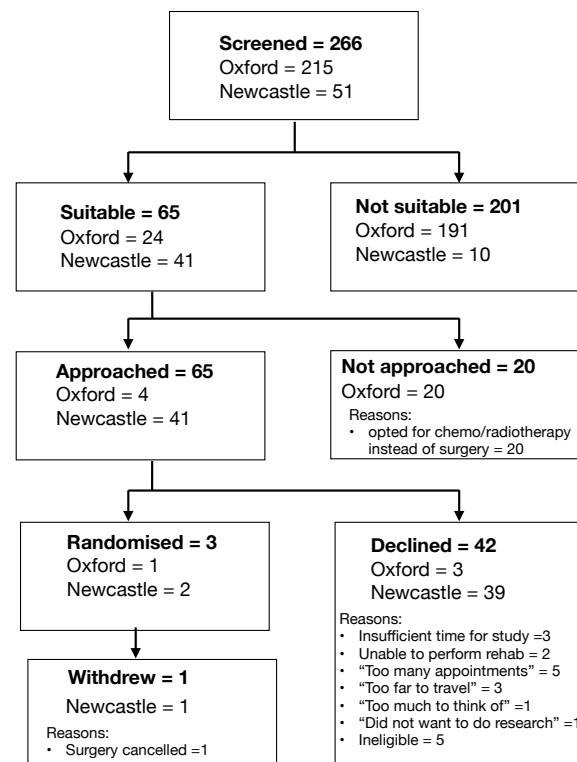 Screened = 266
Oxford = 215
Newcastle = 51
Suitable = 65
Oxford = 24
Newcastle = 41
Not suitable = 201
Oxford = 191
Newcastle = 10
Approached = 65
Oxford = 4
Newcastle = 41
Not approached = 20
Oxford = 20
Reasons:
• opted for chemo/radiotherapy
instead of surgery = 20
Randomised = 3
Oxford = 1
Newcastle = 2
Declined = 42
Oxford = 3
Newcastle = 39
Reasons:
• Insufficient time for study =3
• Unable to perform rehab = 2
• “Too many appointments” = 5
• “Too far to travel” = 3
• “Too much to think of” =1
• “Did not want to do research” =1
• Ineligible = 5
Withdrew = 1
Newcastle = 1
Reasons:
• Surgery cancelled =1